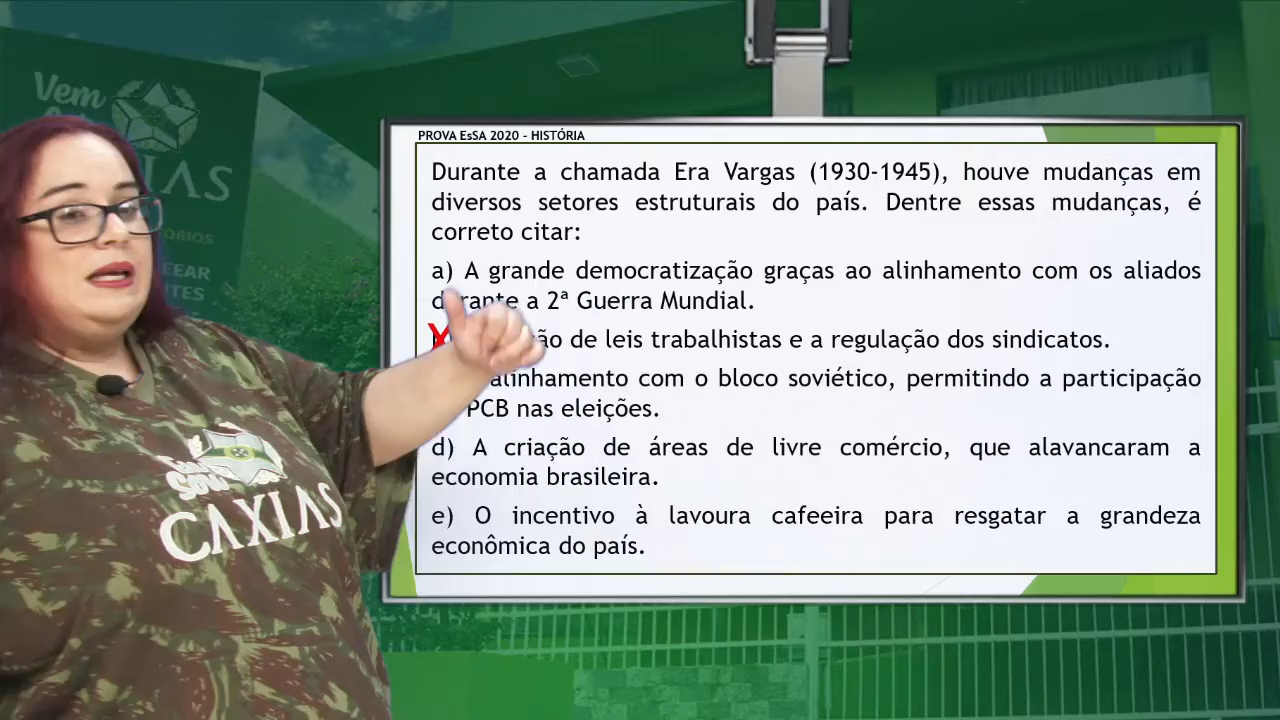 Vem
CAXIAS
EEAR
PROVA EsSA 2020 - HISTÓRIA
Durante a chamada Era Vargas (1930-1945), houve mudanças em
diversos setores estruturais do país. Dentre essas mudanças, é
correto citar:
a) A grande democratização graças ao alinhamento com os aliados
durante a 2ª Guerra Mundial.
X de leis trabalhistas e a regulação dos sindicatos.
alinhamento com o bloco soviético, permitindo a participação
PCB nas eleições.
d) A criação de áreas de livre comércio, que alavancaram a
economia brasileira.
e) O incentivo à lavoura cafeeira para resgatar a grandeza
econômica do país.
CAXIAS